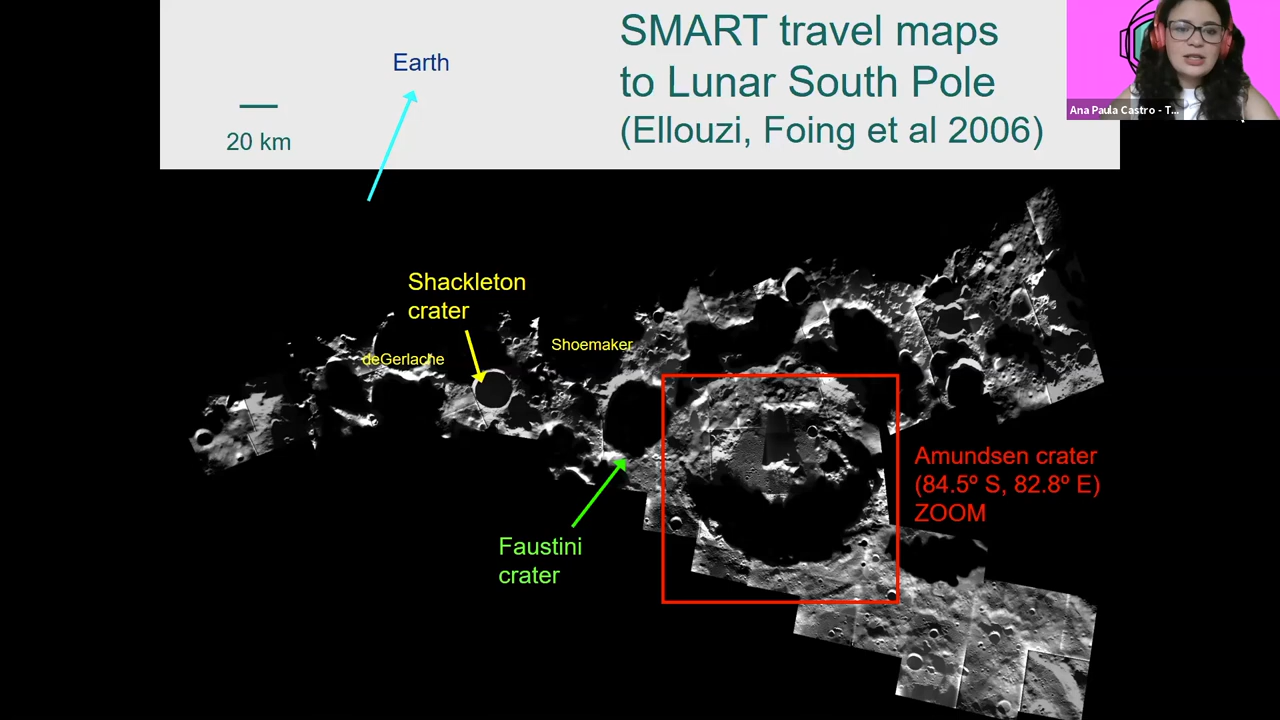 SMART travel maps
to Lunar South Pole
(Ellouzi, Foing et al 2006)
Earth
20 km
Ana Paula Castro - T...
Shackleton
crater
deGerlache
Shoemaker
Amundsen crater
(84.5º S, 82.8º E)
ZOOM
Faustini
crater